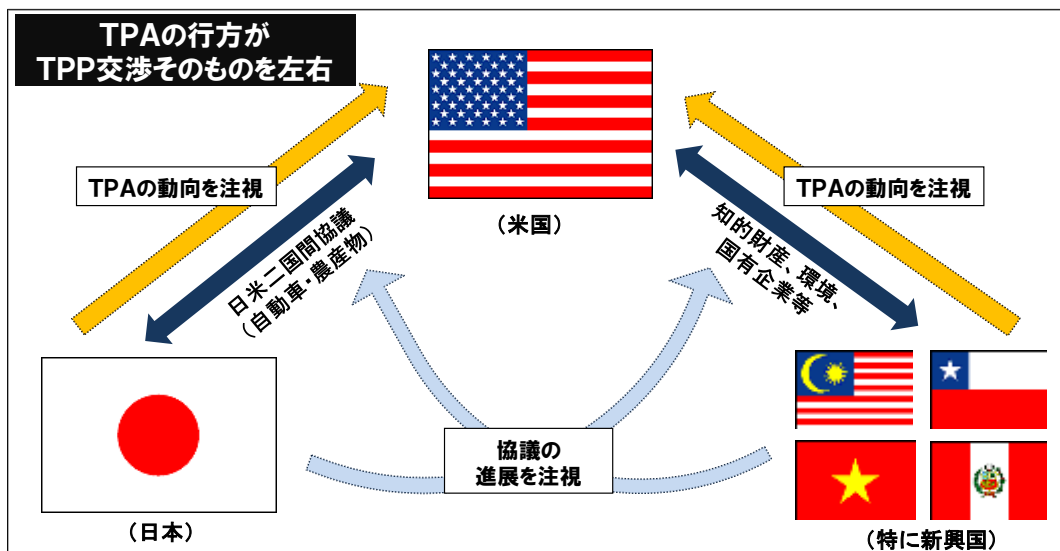 TPAの行方が
TPP交渉そのものを左右
(米国)
TPAの動向を注視
TPAの動向を注視
日米二国間協議
(自動車・農産物)
知的財産、環境、
国有企業等
協議の
進展を注視
(日本)
(特に新興国)